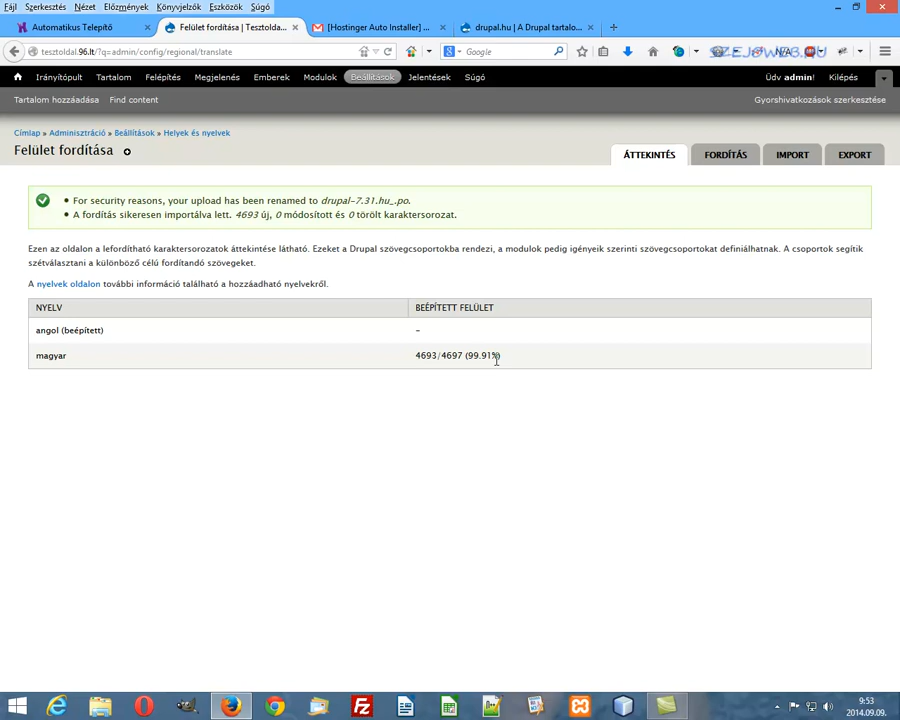 Fájl Szerkesztés Nézet Előzmények Könyvjelzők Eszközök Súgó
Automatikus Telepítő
Felület fordítása | Tesztolda...
[Hostinger Auto Installer] ...
drupal.hu | A Drupal tartalo...
tesztoldal.96.lt/?q=admin/config/regional/translate
Google
SZEJGWEB.HU
N/A
Irányítópult Tartalom Felépítés Megjelenés Emberek Modulok Beállítások Jelentések Súgó
Üdv admin! Kilépés
Tartalom hozzáadása Find content
Gyorshivatkozások szerkesztése
Címlap » Adminisztráció » Beállítások » Helyek és nyelvek
Felület fordítása
ÁTTEKINTÉS FORDÍTÁS IMPORT EXPORT
• For security reasons, your upload has been renamed to drupal-7.31.hu_.po.
• A fordítás sikeresen importálva lett. 4693 új, 0 módosított és 0 törölt karaktersorozat.
Ezen az oldalon a lefordítható karaktersorozatok áttekintése látható. Ezeket a Drupal szövegcsoportokba rendezi, a modulok pedig igényeik szerinti szövegcsoportokat definiálhatnak. A csoportok segítik
szétválasztani a különböző célú fordítandó szövegeket.
A nyelvek oldalon további információ található a hozzáadható nyelvekről.
NYELV BEÉPÍTETT FELÜLET
angol (beépített) –
magyar 4693/4697 (99.91%)
9:53
2014.09.09.